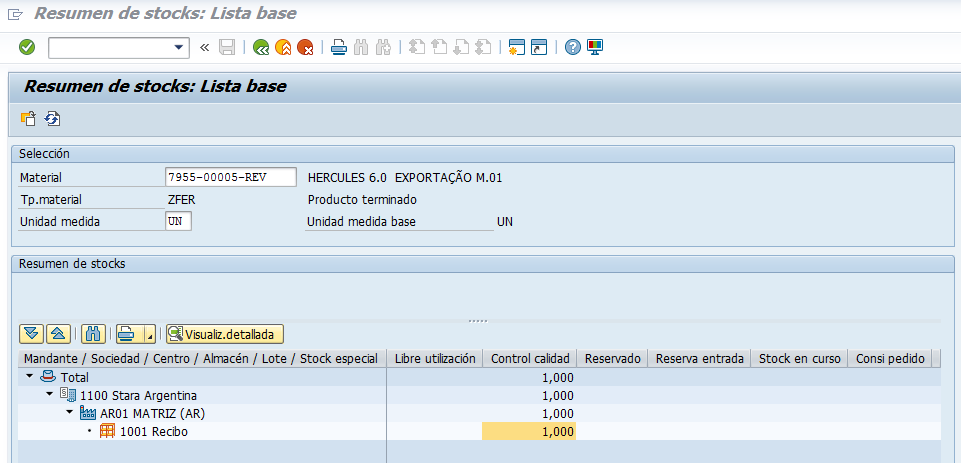 Resumen de stocks: Lista base
Resumen de stocks: Lista base
Selección
Material 7955-00005-REV HERCULES 6.0 EXPORTAÇÃO M.01
Tp.material ZFER Producto terminado
Unidad medida UN Unidad medida base UN
Resumen de stocks
Visualiz.detallada
Mandante / Sociedad / Centro / Almacén / Lote / Stock especial Libre utilización Control calidad Reservado Reserva entrada Stock en curso Consi pedido
Total 1,000
1100 Stara Argentina 1,000
AR01 MATRIZ (AR) 1,000
1001 Recibo 1,000